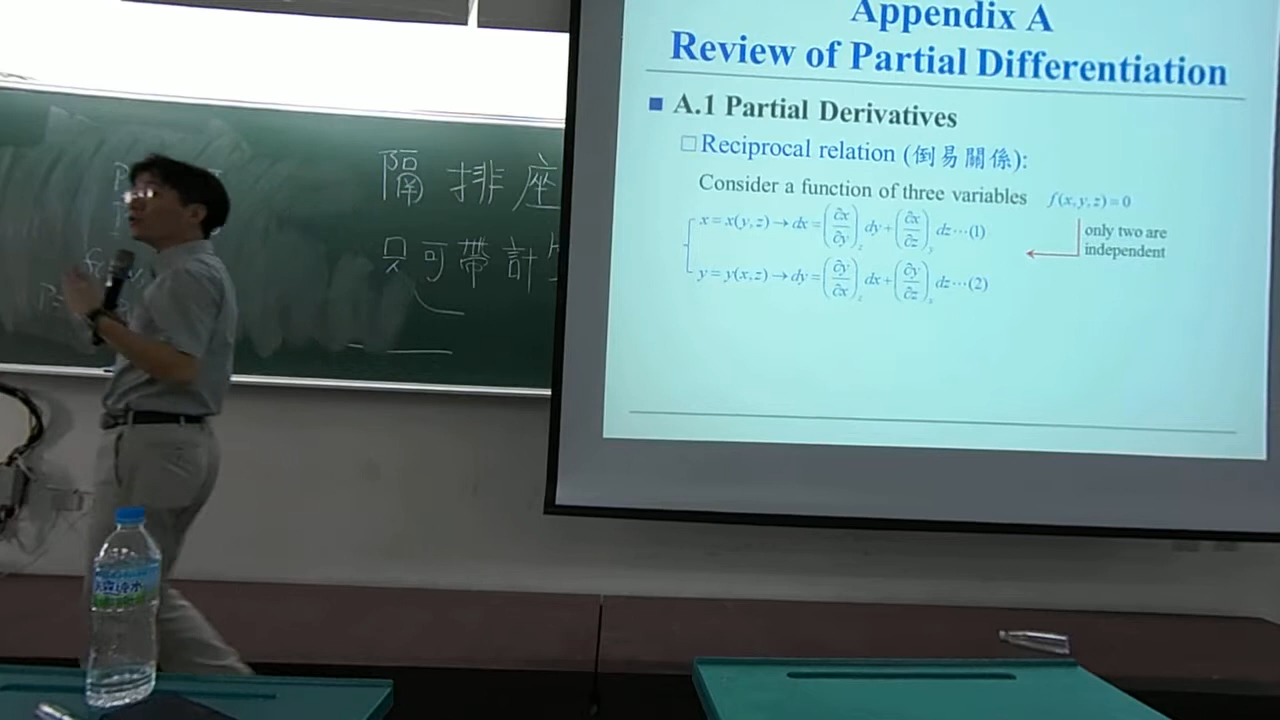 Appendix A
Review of Partial Differentiation
■ A.1 Partial Derivatives
□ Reciprocal relation (倒易關係):
Consider a function of three variables f(x,y,z)=0
x=x(y,z)→dx=(∂x/∂y)_z dy+(∂x/∂z)_y dz⋯(1)
only two are
independent
y=y(x,z)→dy=(∂y/∂x)_z dx+(∂y/∂z)_x dz⋯(2)
隔排座
只可帶計